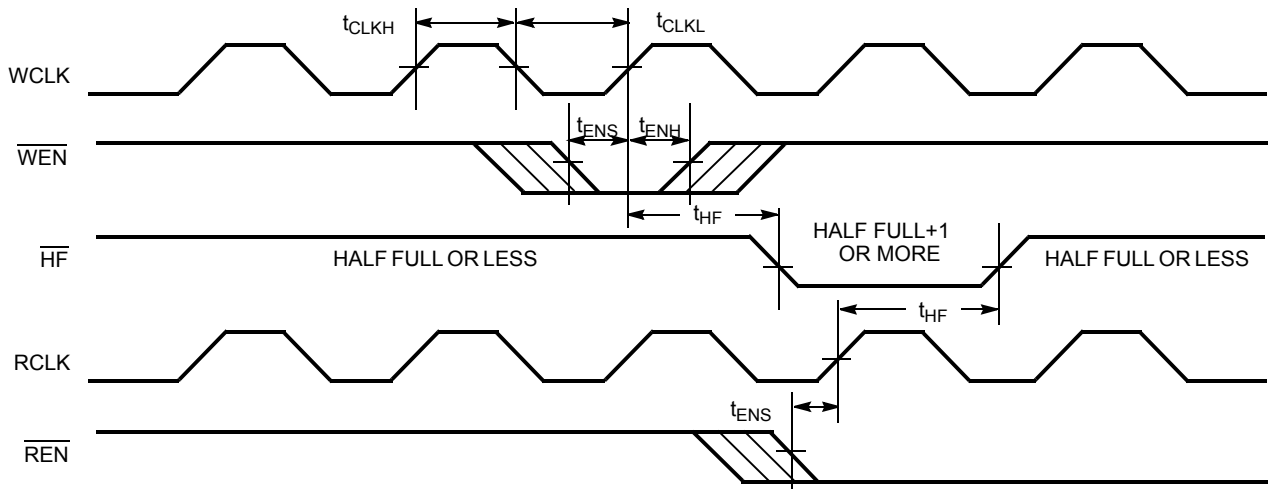 tCLKH
tCLKL
WCLK
tENS
tENH
WEN
tHF
HF
HALF FULL OR LESS
HALF FULL+1
OR MORE
HALF FULL OR LESS
tHF
RCLK
tENS
REN